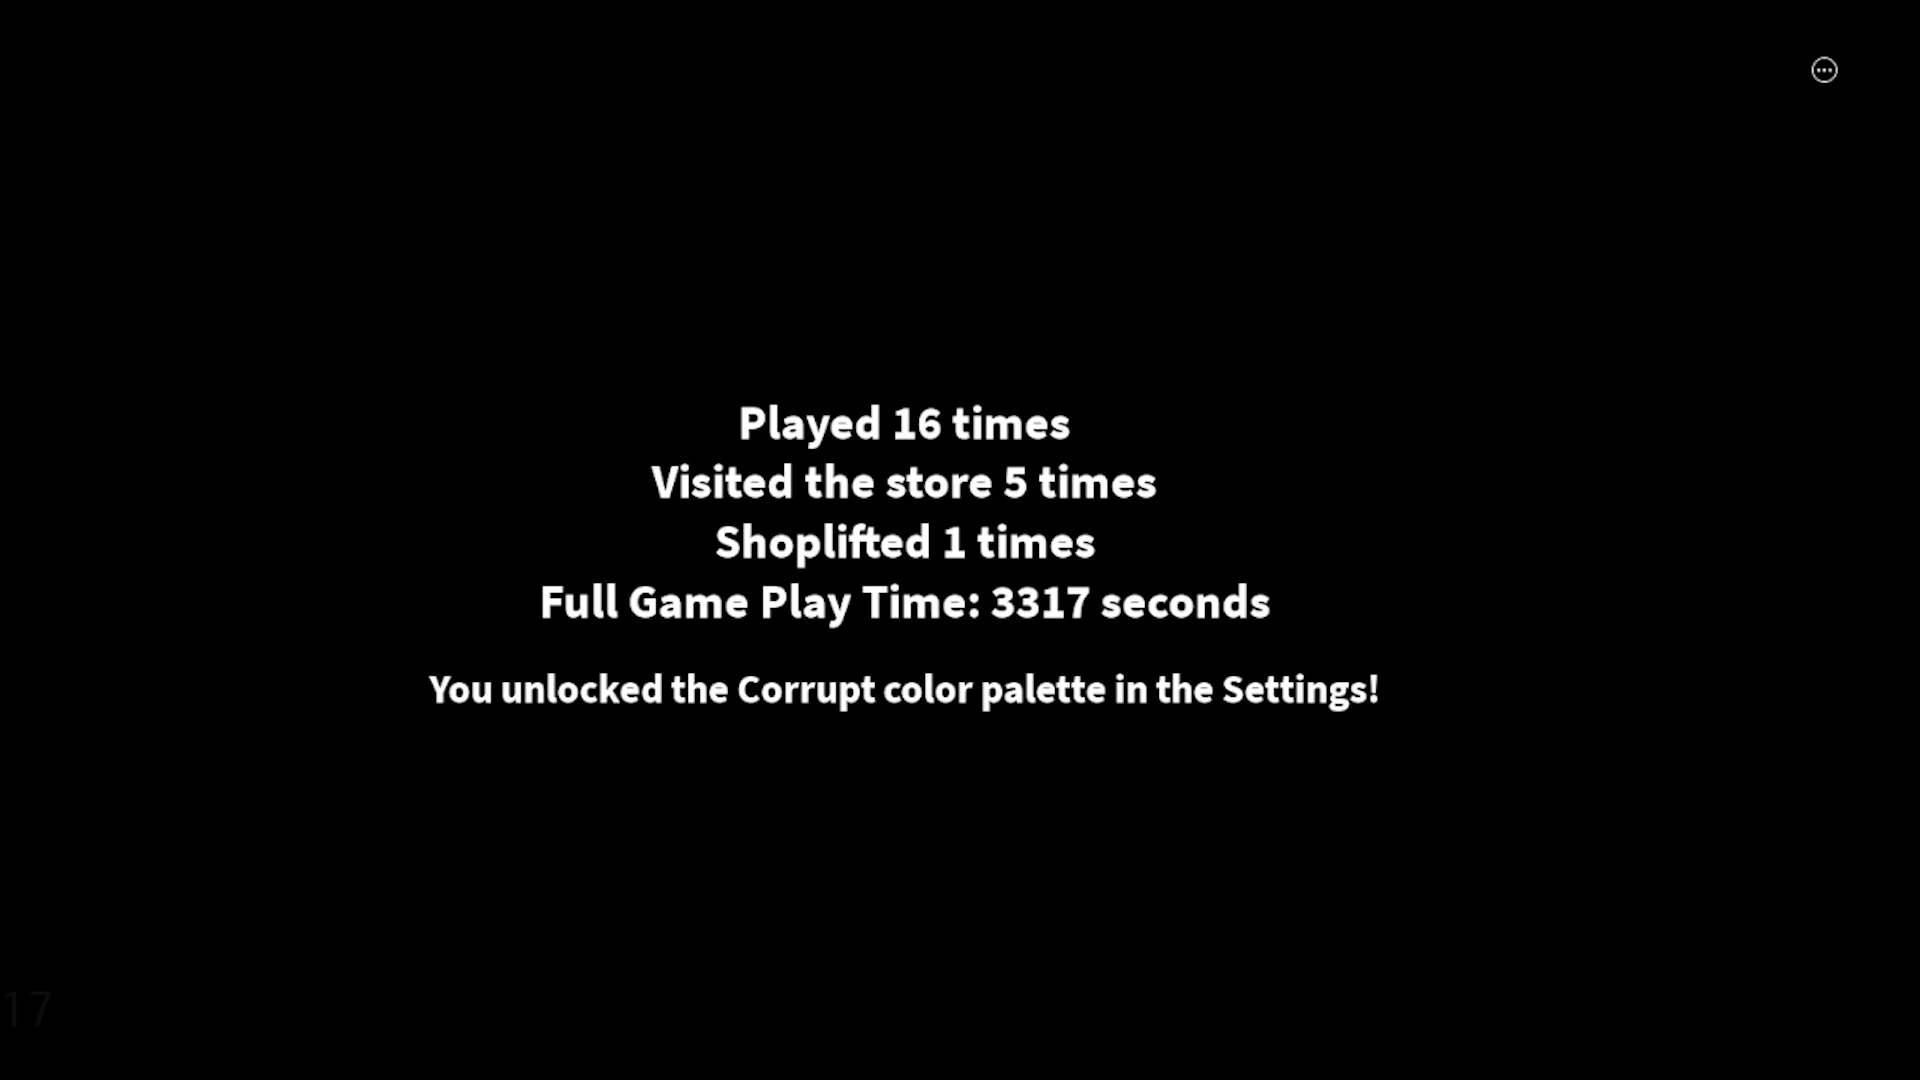 Played 16 times
Visited the store 5 times
Shoplifted 1 times
Full Game Play Time: 3317 seconds
You unlocked the Corrupt color palette in the Settings!
17